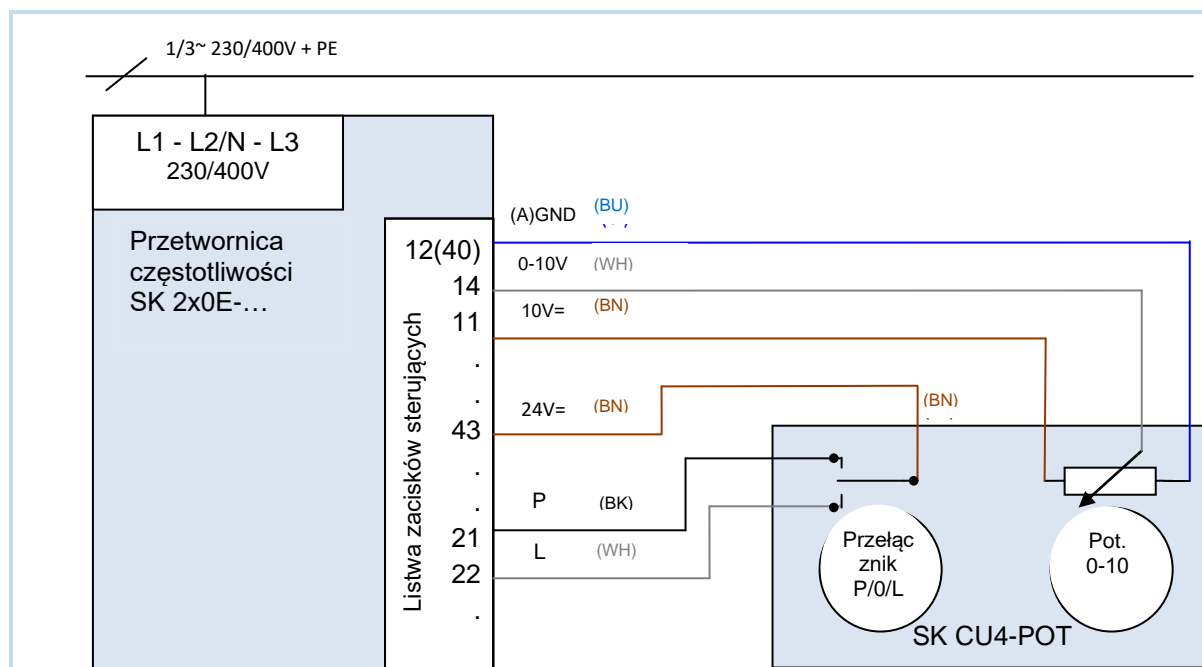 1/3~ 230/400V + PE
L1 - L2/N - L3
230/400V
Przetwornica
częstotliwości
SK 2x0E-…
Listwa zacisków sterujących
12(40)
14
11
.
.
43
.
.
21
22
.
(A)GND (BU)
0-10V (WH)
10V= (BN)
24V= (BN)
(BN)
P (BK)
L (WH)
Przełąc
znik
P/0/L
Pot.
0-10
SK CU4-POT